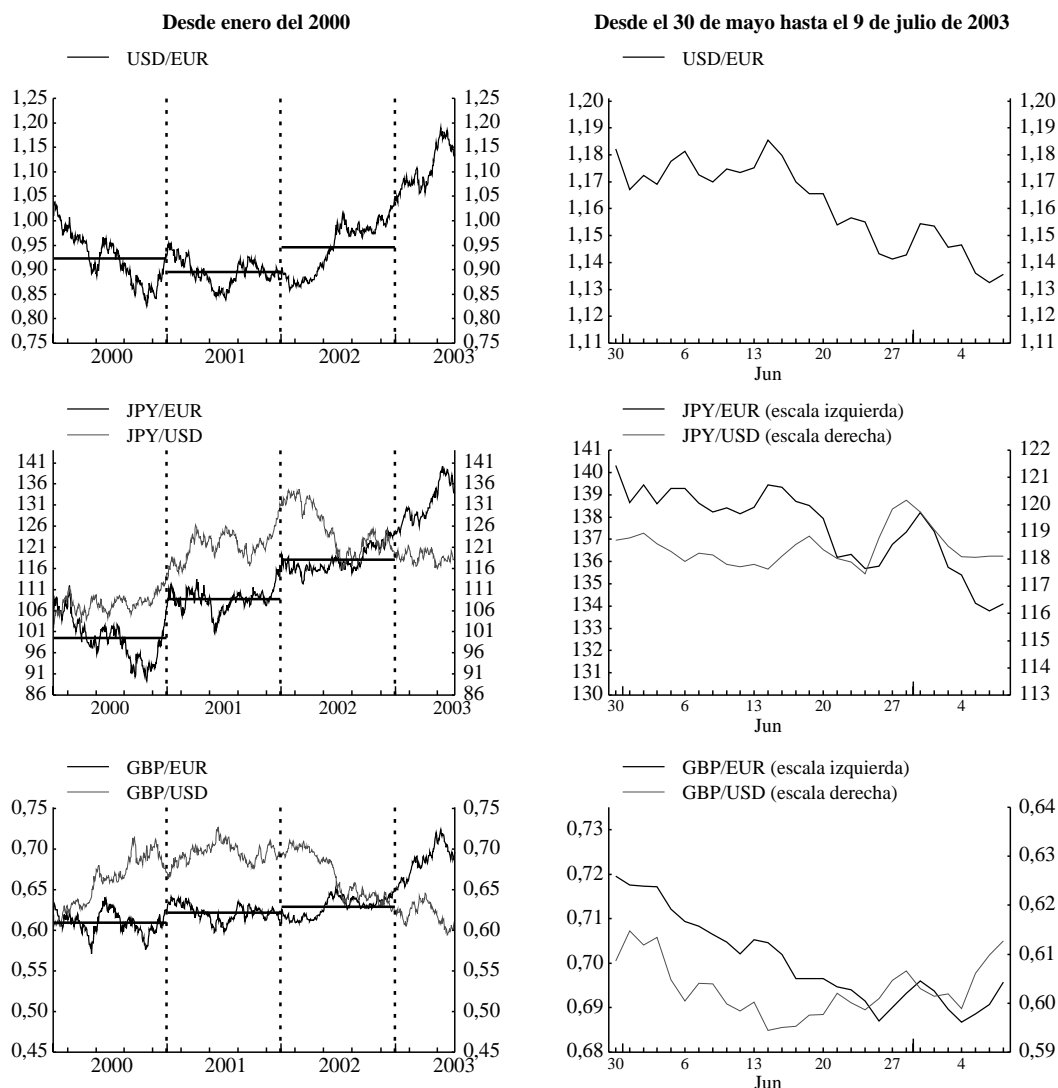 Desde enero del 2000
USD/EUR
1,25 1,25
1,20 1,20
1,15 1,15
1,10 1,10
1,05 1,05
1,00 1,00
0,95 0,95
0,90 0,90
0,85 0,85
0,80 0,80
0,75 0,75
2000 2001 2002 2003
Desde el 30 de mayo hasta el 9 de julio de 2003
USD/EUR
1,20 1,20
1,19 1,19
1,18 1,18
1,17 1,17
1,16 1,16
1,15 1,15
1,14 1,14
1,13 1,13
1,12 1,12
1,11 1,11
30 6 13 20 27 4
Jun
JPY/EUR
JPY/USD
141 141
136 136
131 131
126 126
121 121
116 116
111 111
106 106
101 101
96 96
91 91
86 86
2000 2001 2002 2003
JPY/EUR (escala izquierda)
JPY/USD (escala derecha)
141 122
140 121
139 120
138 119
137 118
136 117
135 116
134 115
133 114
132 113
131
130
30 6 13 20 27 4
Jun
GBP/EUR
GBP/USD
0,75 0,75
0,70 0,70
0,65 0,65
0,60 0,60
0,55 0,55
0,50 0,50
0,45 0,45
2000 2001 2002 2003
GBP/EUR (escala izquierda)
GBP/USD (escala derecha)
0,73 0,64
0,72 0,63
0,71 0,62
0,70 0,61
0,69 0,60
0,68 0,59
30 6 13 20 27 4
Jun